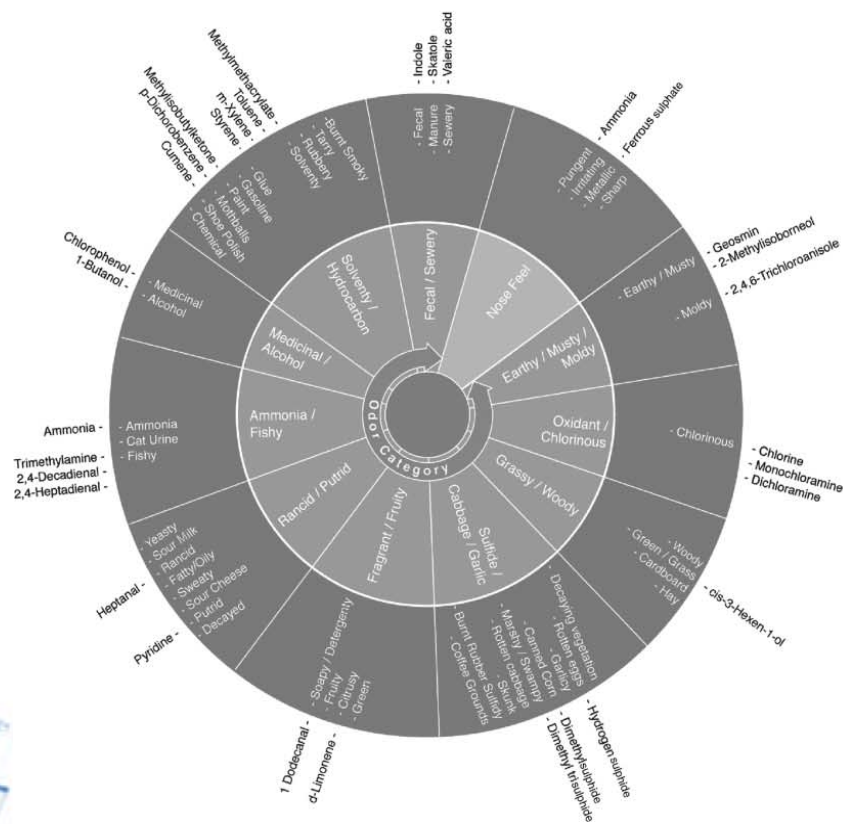 Odor Category
Nose Feel
- Pungent
- Irritating
- Metallic
- Sharp
- Ammonia
- Ferrous sulphate
Earthy / Musty /
Moldy
- Earthy / Musty
- Moldy
- Geosmin
- 2-Methylisoborneol
- 2,4,6-Trichloroanisole
Oxidant /
Chlorinous
- Chlorinous
- Chlorine
- Monochloramine
- Dichloramine
Grassy / Woody
- Woody
- Green / Grass
- Cardboard
- Hay
- cis-3-Hexen-1-ol
Sulfide /
Cabbage / Garlic
- Decaying vegetation
- Rotten eggs
- Garlicy
- Canned Corn
- Marshy / Swampy
- Rotten cabbage
- Skunk
- Burnt Rubber Sulfidy
- Coffee Grounds
- Hydrogen sulphide
- Dimethylsulphide
- Dimethyl trisulphide
Fragrant / Fruity
- Soapy / Detergenty
- Fruity
- Citrusy
- Green
1 Dodecanal -
d-Limonene -
Rancid / Putrid
- Yeasty
- Sour Milk
- Rancid
- Fatty/Oily
- Sweaty
- Sour Cheese
- Putrid
- Decayed
Heptanal -
Pyridine -
Ammonia /
Fishy
- Ammonia
- Cat Urine
- Fishy
Ammonia -
Trimethylamine -
2,4-Decadienal -
2,4-Heptadienal -
Medicinal /
Alcohol
- Medicinal
- Alcohol
Chlorophenol -
1-Butanol -
Solventy /
Hydrocarbon
-Burnt Smoky
- Tarry
- Rubbery
- Solventy
- Glue
- Gasoline
- Paint
- Mothballs
- Shoe Polish
- Chemical
Methylmethacrylate -
Toluene -
m-Xylene -
Styrene -
Methylisobutylketone -
p-Dichorobenzene -
Cumene -
Fecal / Sewery
- Fecal
- Manure
- Sewery
- Indole
- Skatole
- Valeric acid